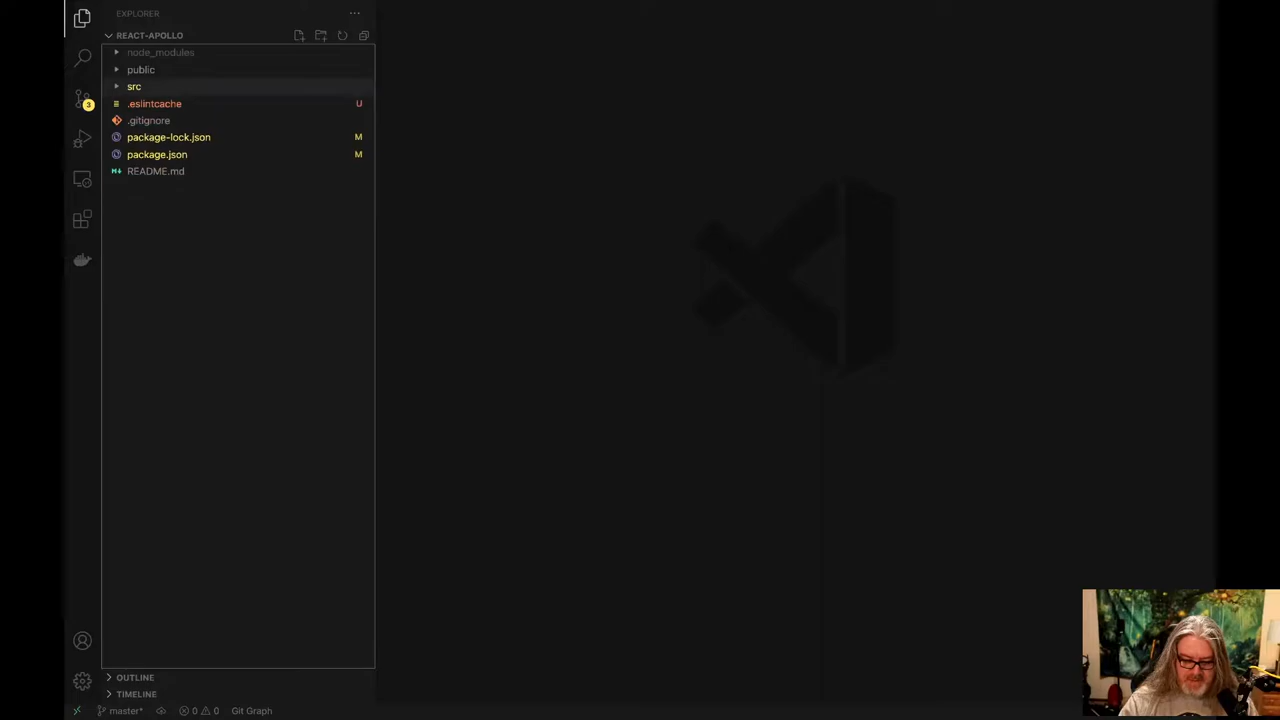 EXPLORER
REACT-APOLLO
node_modules
public
src
.eslintcache U
.gitignore
package-lock.json M
package.json M
README.md
3
OUTLINE
TIMELINE
master* 0 0 Git Graph